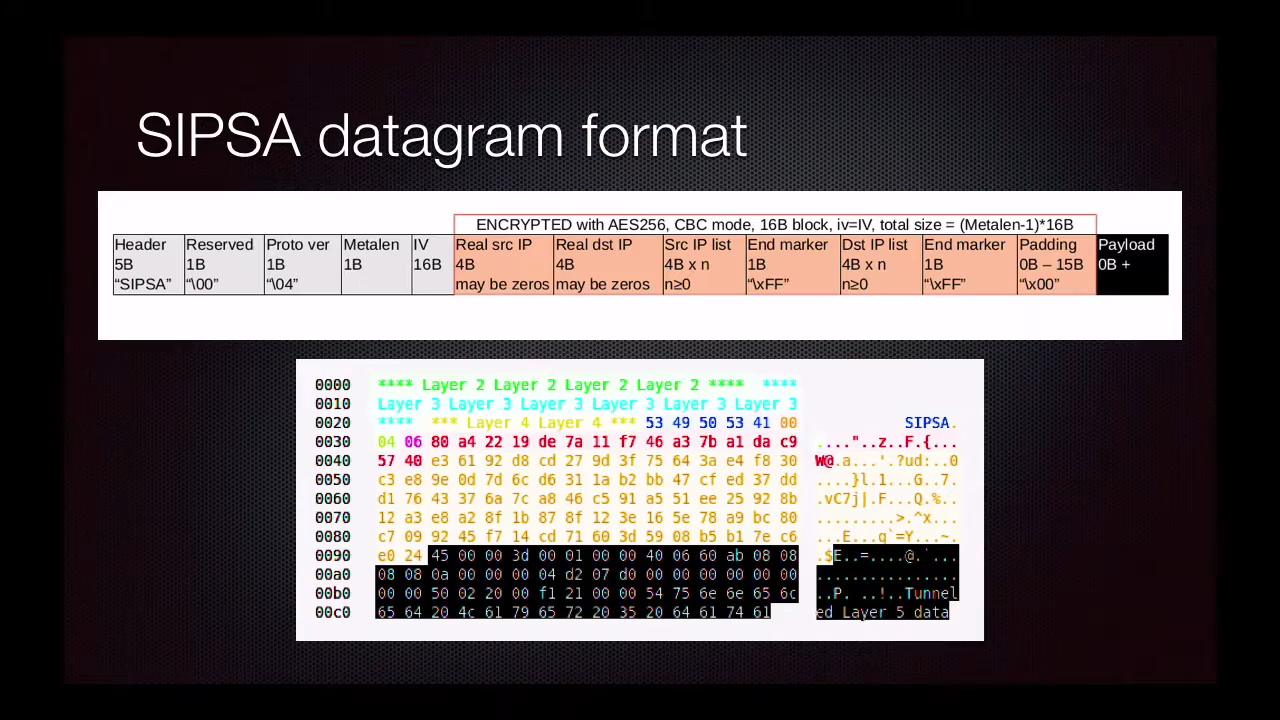 SIPSA datagram format
ENCRYPTED with AES256, CBC mode, 16B block, iv=IV, total size = (Metalen-1)*16B
Header Reserved Proto ver Metalen IV Real src IP Real dst IP Src IP list End marker Dst IP list End marker Padding Payload
5B 1B 1B 1B 16B 4B 4B 4B x n 1B 4B x n 1B 0B – 15B 0B +
“SIPSA” “\00” “\04” may be zeros may be zeros n≥0 “\xFF” n≥0 “\xFF” “\x00”
0000 **** Layer 2 Layer 2 Layer 2 Layer 2 **** ****
0010 Layer 3 Layer 3 Layer 3 Layer 3 Layer 3 Layer 3
0020 **** *** Layer 4 Layer 4 *** 53 49 50 53 41 00 SIPSA.
0030 04 06 80 a4 22 19 de 7a 11 f7 46 a3 7b a1 da c9 ...."..z..F.{...
0040 57 40 e3 61 92 d8 cd 27 9d 3f 75 64 3a e4 f8 30 W@.a...'.?ud:..0
0050 c3 e8 9e 0d 7d 6c d6 31 1a b2 bb 47 cf ed 37 dd ....}l.1...G..7.
0060 d1 76 43 37 6a 7c a8 46 c5 91 a5 51 ee 25 92 8b .vC7j|.F...Q.%..
0070 12 a3 e8 a2 8f 1b 87 8f 12 3e 16 5e 78 a9 bc 80 .........>.^x...
0080 c7 09 92 45 f7 14 cd 71 60 3d 59 08 b5 b1 7e c6 ...E...q`=Y...~.
0090 e0 24 45 00 00 3d 00 01 00 00 40 06 60 ab 08 08 .$E..=....@.`...
00a0 08 08 0a 00 00 00 04 d2 07 d0 00 00 00 00 00 00 ................
00b0 00 00 50 02 20 00 f1 21 00 00 54 75 6e 6e 65 6c ..P. ..!..Tunnel
00c0 65 64 20 4c 61 79 65 72 20 35 20 64 61 74 61 ed Layer 5 data